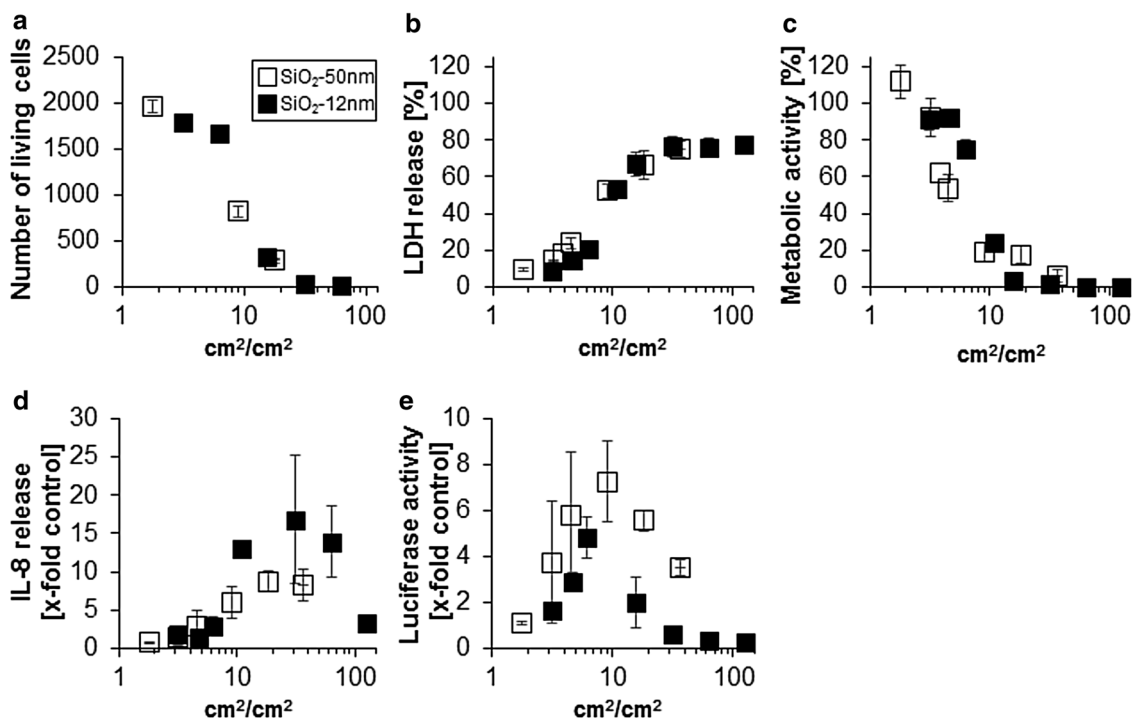 a
Number of living cells
2500
2000
1500
1000
500
0
1 10 100
cm²/cm²
SiO₂-50nm
SiO₂-12nm
b
LDH release [%]
120
100
80
60
40
20
0
1 10 100
cm²/cm²
c
Metabolic activity [%]
120
100
80
60
40
20
0
1 10 100
cm²/cm²
d
IL-8 release
[x-fold control]
30
25
20
15
10
5
0
1 10 100
cm²/cm²
e
Luciferase activity
[x-fold control]
10
8
6
4
2
0
1 10 100
cm²/cm²